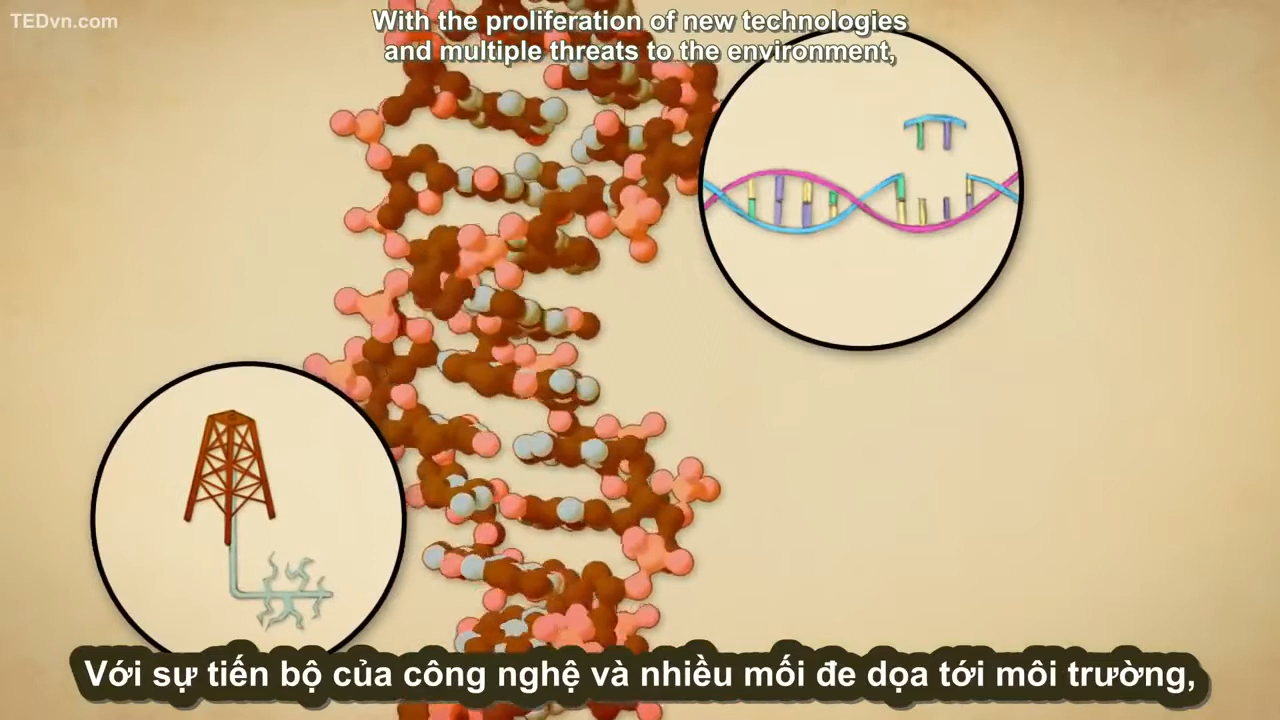 TEDvn.com
With the proliferation of new technologies
and multiple threats to the environment,
Với sự tiến bộ của công nghệ và nhiều mối đe dọa tới môi trường,